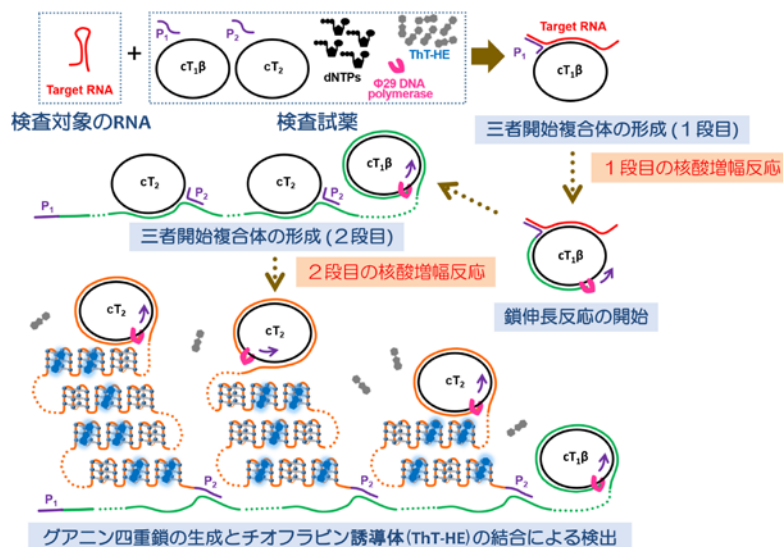 P1
P2
cT1β
cT2
dNTPs
ThT-HE
Φ29 DNA
polymerase
Target RNA
+
検査対象のRNA
検査試薬
Target RNA
P1
cT1β
三者開始複合体の形成(1段目)
1段目の核酸増幅反応
cT1β
鎖伸長反応の開始
cT2
P2
cT2
P2
cT1β
P1
三者開始複合体の形成(2段目)
2段目の核酸増幅反応
cT2
cT2
cT2
cT1β
P2
P2
P2
P1
グアニン四重鎖の生成とチオフラビン誘導体(ThT-HE)の結合による検出